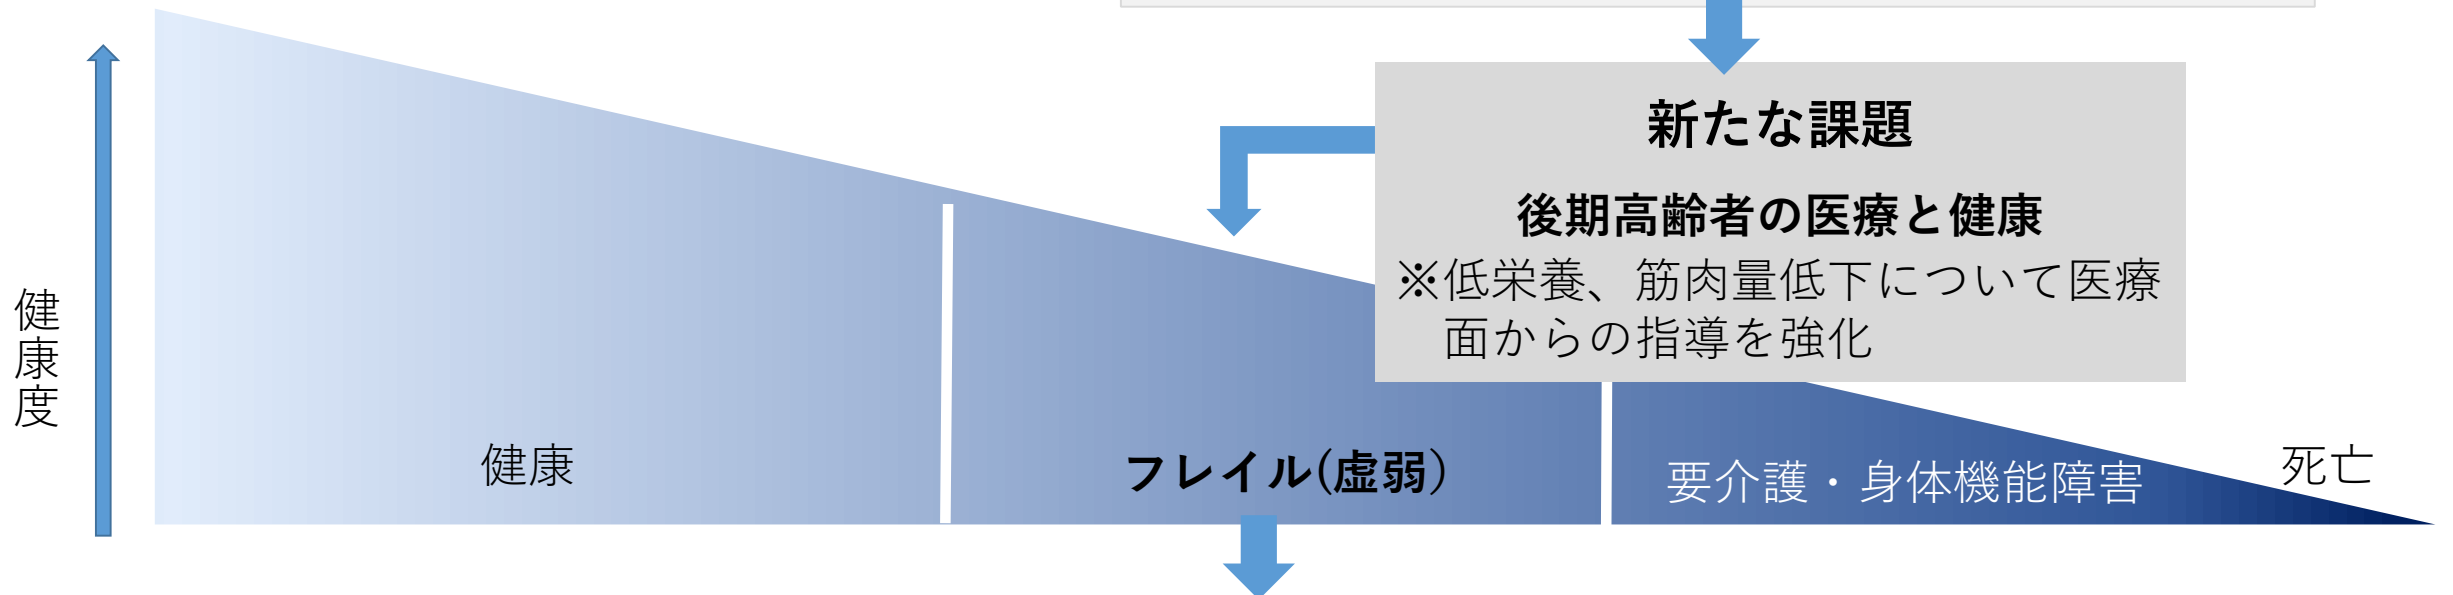 新たな課題
後期高齢者の医療と健康
※低栄養、筋肉量低下について医療
面からの指導を強化
健康度
健康
フレイル(虚弱）
要介護・身体機能障害
死亡